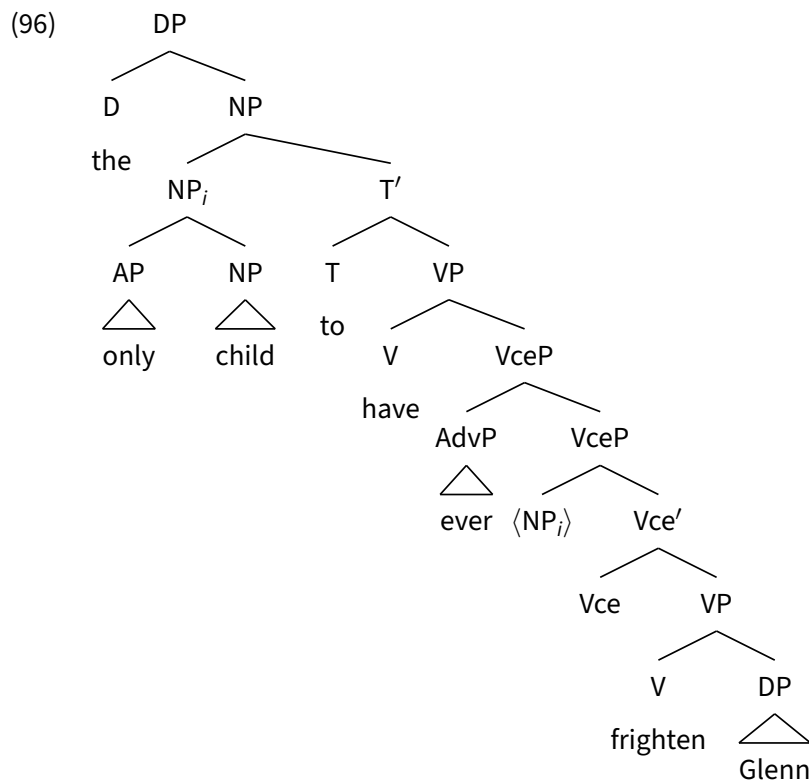 (96) DP
D NP
the
NPᵢ T′
AP NP T VP
only child to V VceP
have
AdvP VceP
ever ⟨NPᵢ⟩ Vce′
Vce VP
V DP
frighten
Glenn